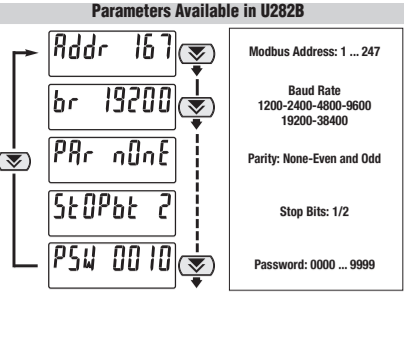 Parameters Available in U282B
Addr 167
Modbus Address: 1 ... 247
br 19200
Baud Rate
1200-2400-4800-9600
19200-38400
PAr nOnE
Parity: None-Even and Odd
StOPbt 2
Stop Bits: 1/2
PSW 0010
Password: 0000 ... 9999